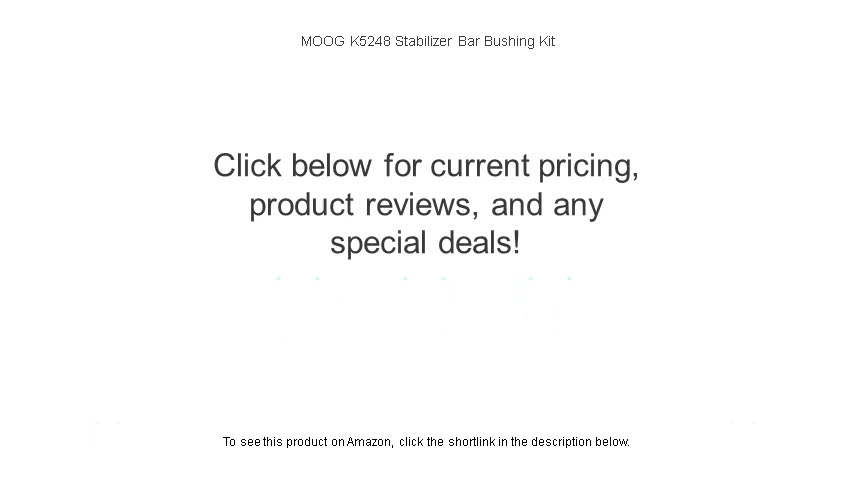 MOOG K5248 Stabilizer Bar Bushing Kit
Click below for current pricing,
product reviews, and any
special deals!
To see this product on Amazon, click the shortlink in the description below.